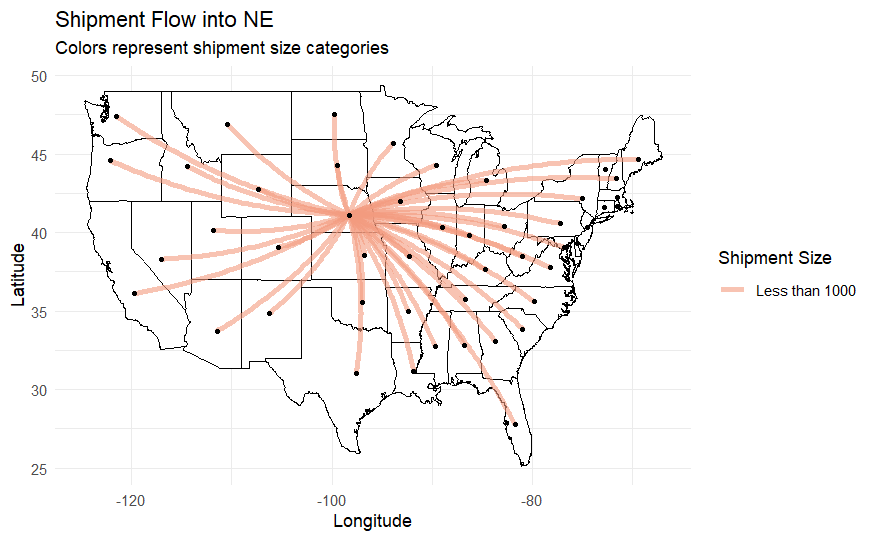 Shipment Flow into NE
Colors represent shipment size categories
50
45
40
35
30
25
Latitude
-120
-100
-80
Longitude
Shipment Size
Less than 1000